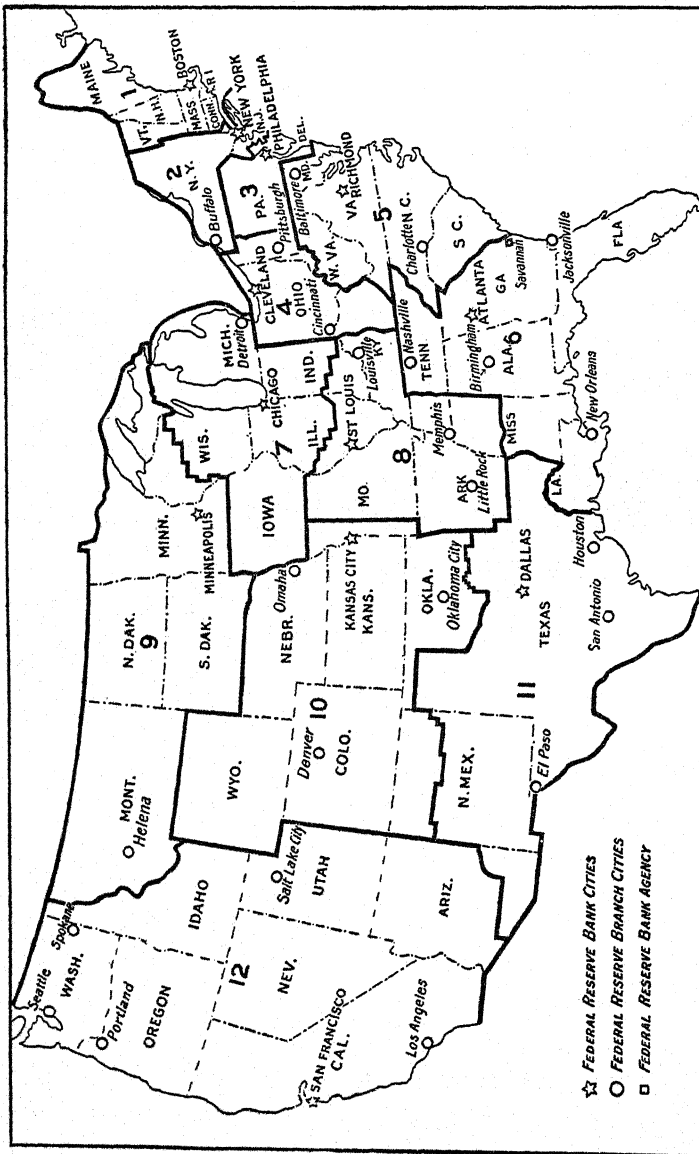 MAINE
1
VT.
(N.H.)
MASS
BOSTON
CONN.
R I
2
N.Y.
Buffalo
NEW YORK
(N.J.
PHILADELPHIA
3
PA.
Pittsburgh
DEL.
MD.
Baltimore
CLEVELAND
4
OHIO
Cincinnati
W. VA.
VA
RICHMOND
5
Charlotte
N C.
S C.
MICH.
Detroit
WIS.
CHICAGO
7
ILL.
IND.
ST LOUIS
Louisville
KY
Nashville
TENN.
ATLANTA
GA
Savannah
Birmingham
ALA.
6
Jacksonville
FLA
MINN.
MINNEAPOLIS
IOWA
MO.
8
Memphis
ARK
Little Rock
MISS
LA.
New Orleans
N. DAK.
9
S. DAK.
Omaha
NEBR.
KANSAS CITY
KANS.
OKLA.
Oklahoma City
DALLAS
TEXAS
Houston
San Antonio
11
MONT.
Helena
WYO.
10
Denver
COLO.
N. MEX.
El Paso
Seattle
Spokane
WASH.
Portland
OREGON
IDAHO
12
NEV.
Salt Lake City
UTAH
ARIZ.
SAN FRANCISCO
CAL.
Los Angeles
FEDERAL RESERVE BANK CITIES
FEDERAL RESERVE BRANCH CITIES
FEDERAL RESERVE BANK AGENCY